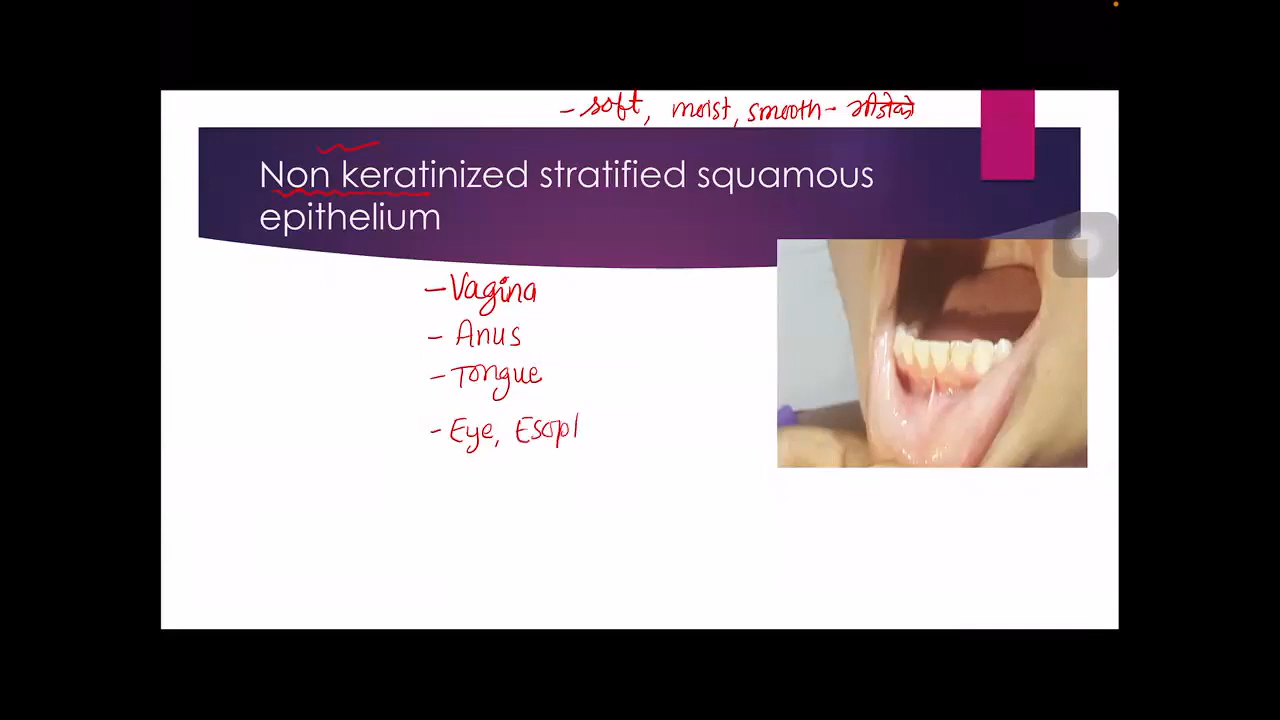 - soft, moist, smooth-
Non keratinized stratified squamous
epithelium
- Vagina
- Anus
- Tongue
- Eye, Esopl